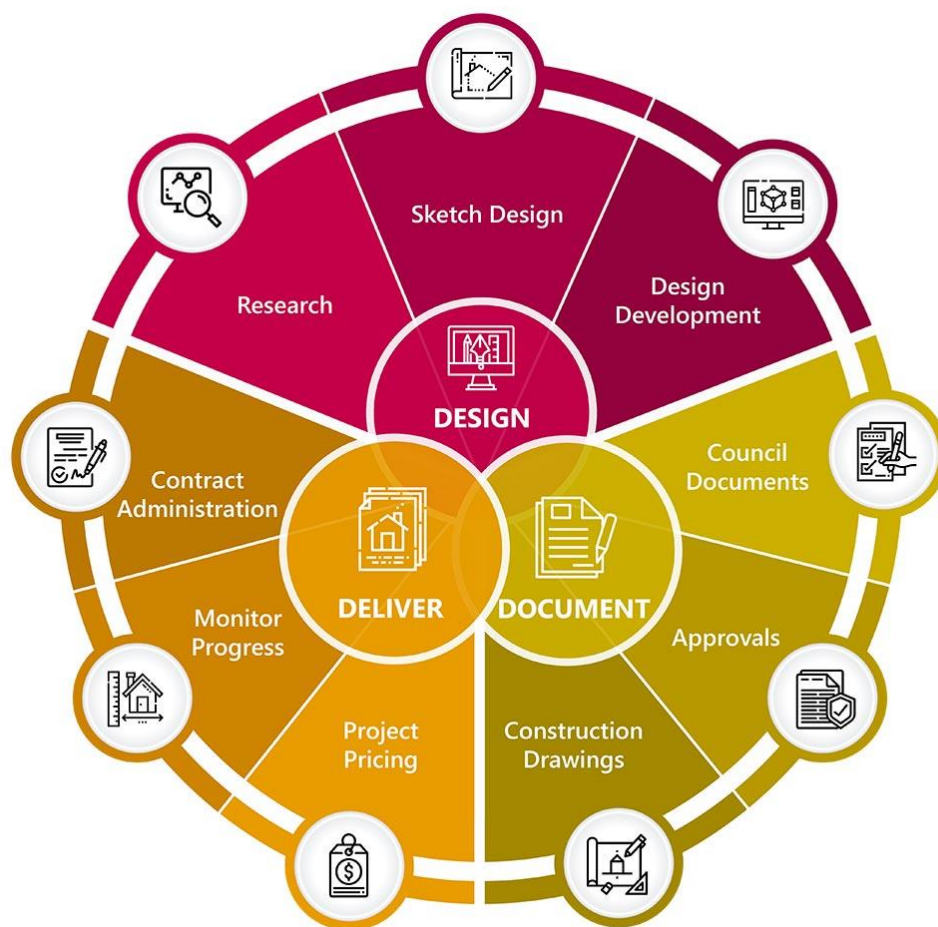 Sketch Design
Design
Development
Research
DESIGN
Council
Documents
Contract
Administration
DELIVER
DOCUMENT
Monitor
Progress
Approvals
Project
Pricing
Construction
Drawings
$